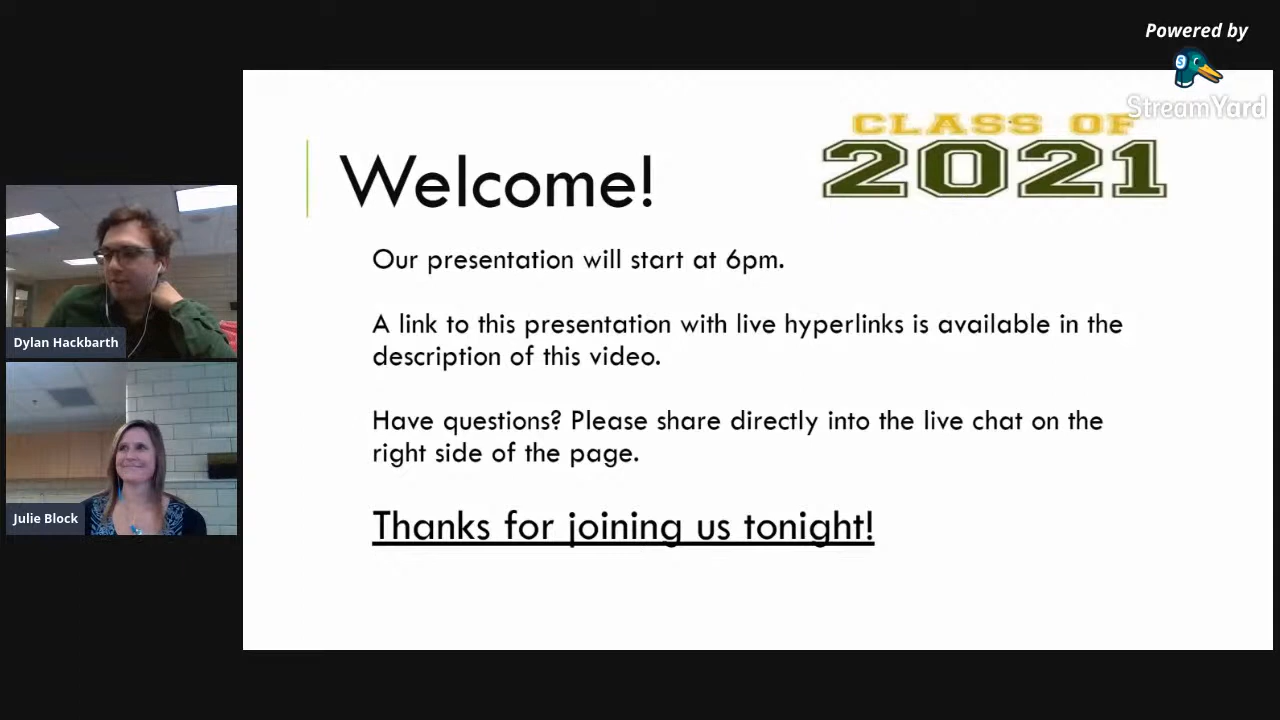 Powered by
StreamYard
CLASS OF
2021
Welcome!
Our presentation will start at 6pm.
A link to this presentation with live hyperlinks is available in the
description of this video.
Have questions? Please share directly into the live chat on the
right side of the page.
Thanks for joining us tonight!
Dylan Hackbarth
Julie Block